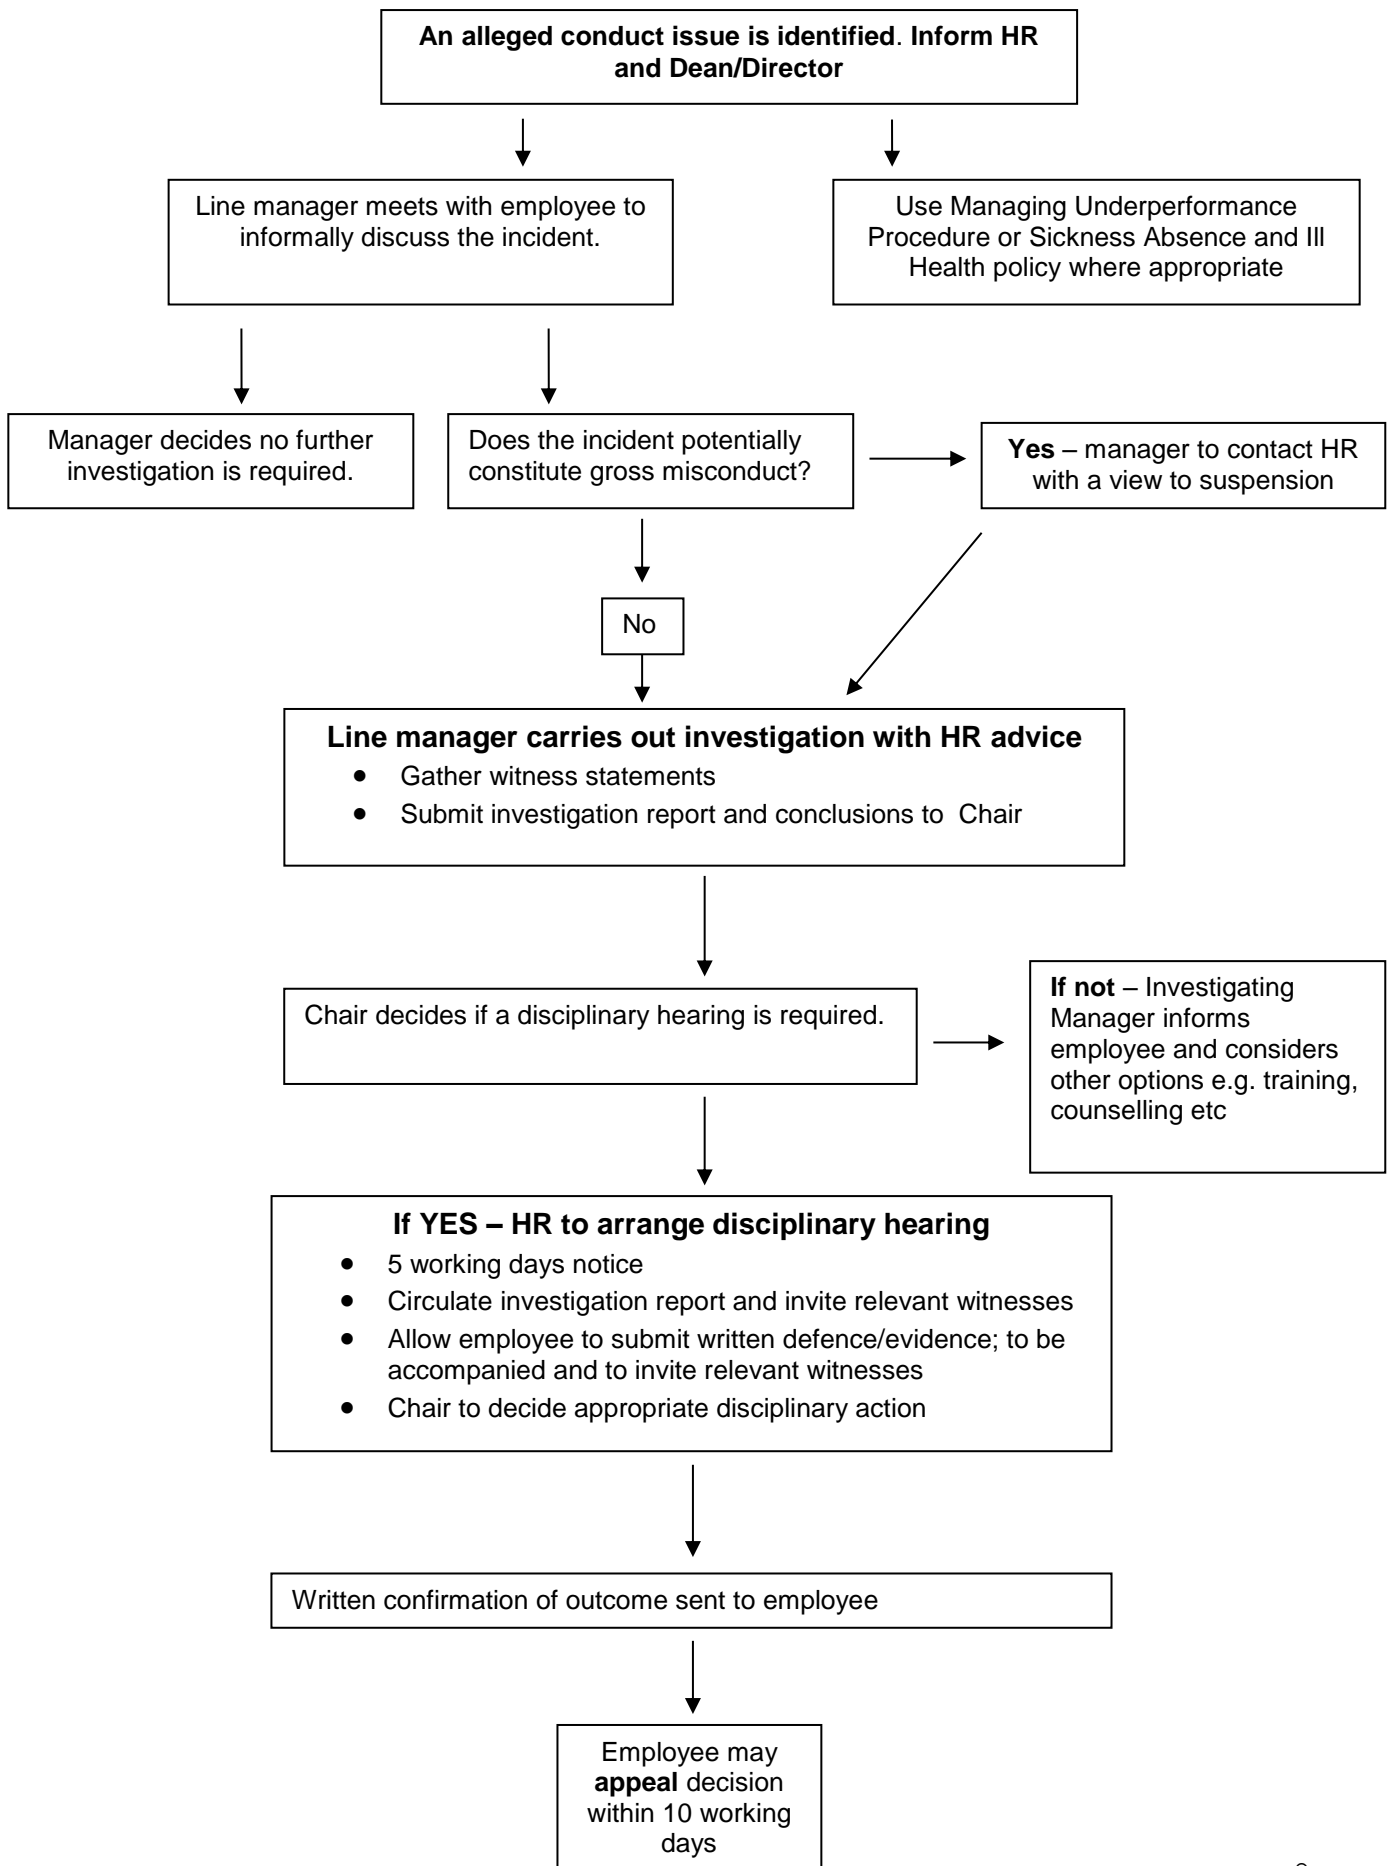 An alleged conduct issue is identified. Inform HR
and Dean/Director
Line manager meets with employee to
informally discuss the incident.
Use Managing Underperformance
Procedure or Sickness Absence and Ill
Health policy where appropriate
Manager decides no further
investigation is required.
Does the incident potentially
constitute gross misconduct?
Yes – manager to contact HR
with a view to suspension
No
Line manager carries out investigation with HR advice
• Gather witness statements
• Submit investigation report and conclusions to Chair
Chair decides if a disciplinary hearing is required.
If not – Investigating
Manager informs
employee and considers
other options e.g. training,
counselling etc
If YES – HR to arrange disciplinary hearing
• 5 working days notice
• Circulate investigation report and invite relevant witnesses
• Allow employee to submit written defence/evidence; to be
accompanied and to invite relevant witnesses
• Chair to decide appropriate disciplinary action
Written confirmation of outcome sent to employee
Employee may
appeal decision
within 10 working
days